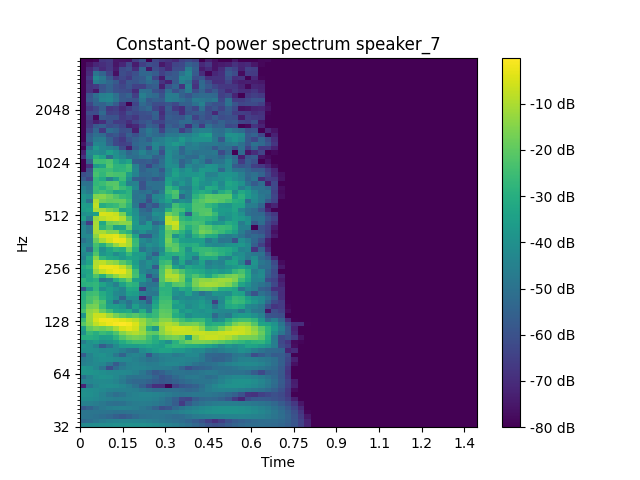 Constant-Q power spectrum speaker_7
Hz
2048
1024
512
256
128
64
32
0 0.15 0.3 0.45 0.6 0.75 0.9 1.1 1.2 1.4
Time
-10 dB
-20 dB
-30 dB
-40 dB
-50 dB
-60 dB
-70 dB
-80 dB